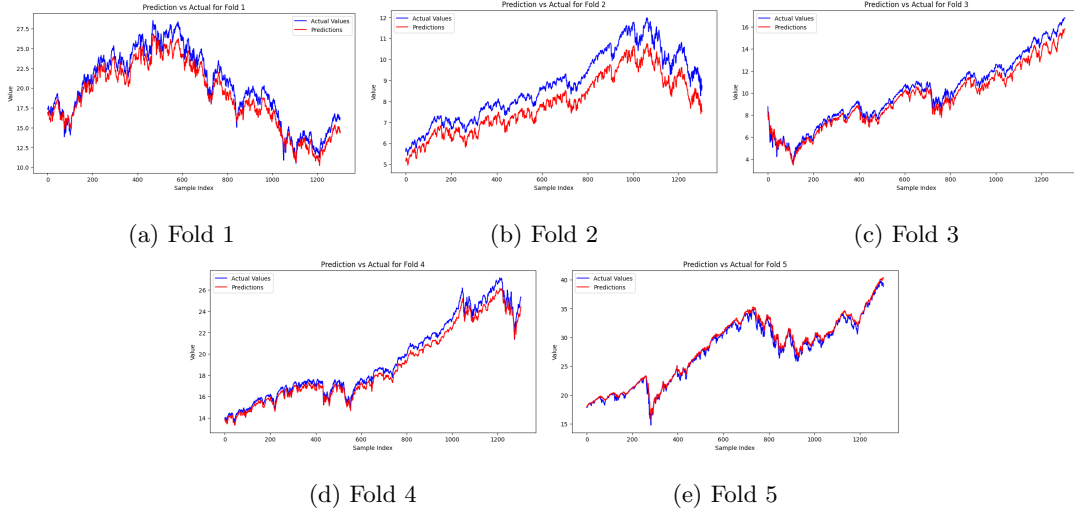 Prediction vs Actual for Fold 1
Actual Values
Predictions
27.5
25.0
22.5
20.0
17.5
15.0
12.5
10.0
Value
0 200 400 600 800 1000 1200
Sample Index
(a) Fold 1
Prediction vs Actual for Fold 2
Actual Values
Predictions
12
11
10
9
8
7
6
5
Value
0 200 400 600 800 1000 1200
Sample Index
(b) Fold 2
Prediction vs Actual for Fold 3
Actual Values
Predictions
16
14
12
10
8
6
4
Value
0 200 400 600 800 1000 1200
Sample Index
(c) Fold 3
Prediction vs Actual for Fold 4
Actual Values
Predictions
26
24
22
20
18
16
14
Value
0 200 400 600 800 1000 1200
Sample Index
(d) Fold 4
Prediction vs Actual for Fold 5
Actual Values
Predictions
40
35
30
25
20
15
Value
0 200 400 600 800 1000 1200
Sample Index
(e) Fold 5